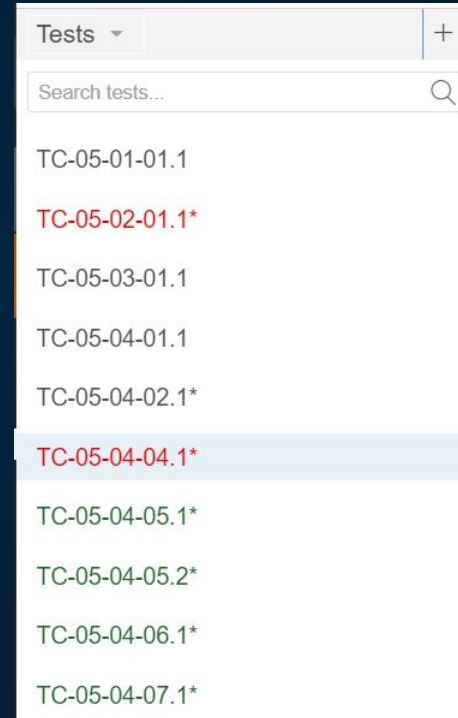 Tests
+
Search tests...
TC-05-01-01.1
TC-05-02-01.1*
TC-05-03-01.1
TC-05-04-01.1
TC-05-04-02.1*
TC-05-04-04.1*
TC-05-04-05.1*
TC-05-04-05.2*
TC-05-04-06.1*
TC-05-04-07.1*